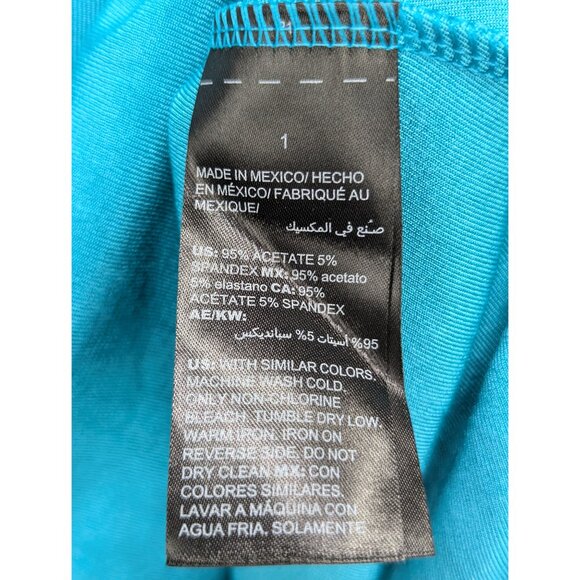 1
MADE IN MEXICO/ HECHO
EN MÉXICO/ FABRIQUÉ AU
MEXIQUE/
صنع في المكسيك
US: 95% ACETATE 5%
SPANDEX MX: 95% acetato
5% elastano CA: 95%
ACETATE 5% SPANDEX
AE/KW:
95% أسيتات 5% سبانديكس
US: WITH SIMILAR COLORS.
MACHINE WASH COLD.
ONLY NON-CHLORINE
BLEACH. TUMBLE DRY LOW.
WARM IRON. IRON ON
REVERSE SIDE. DO NOT
DRY CLEAN MX: CON
COLORES SIMILARES.
LAVAR A MÁQUINA CON
AGUA FRIA. SOLAMENTE